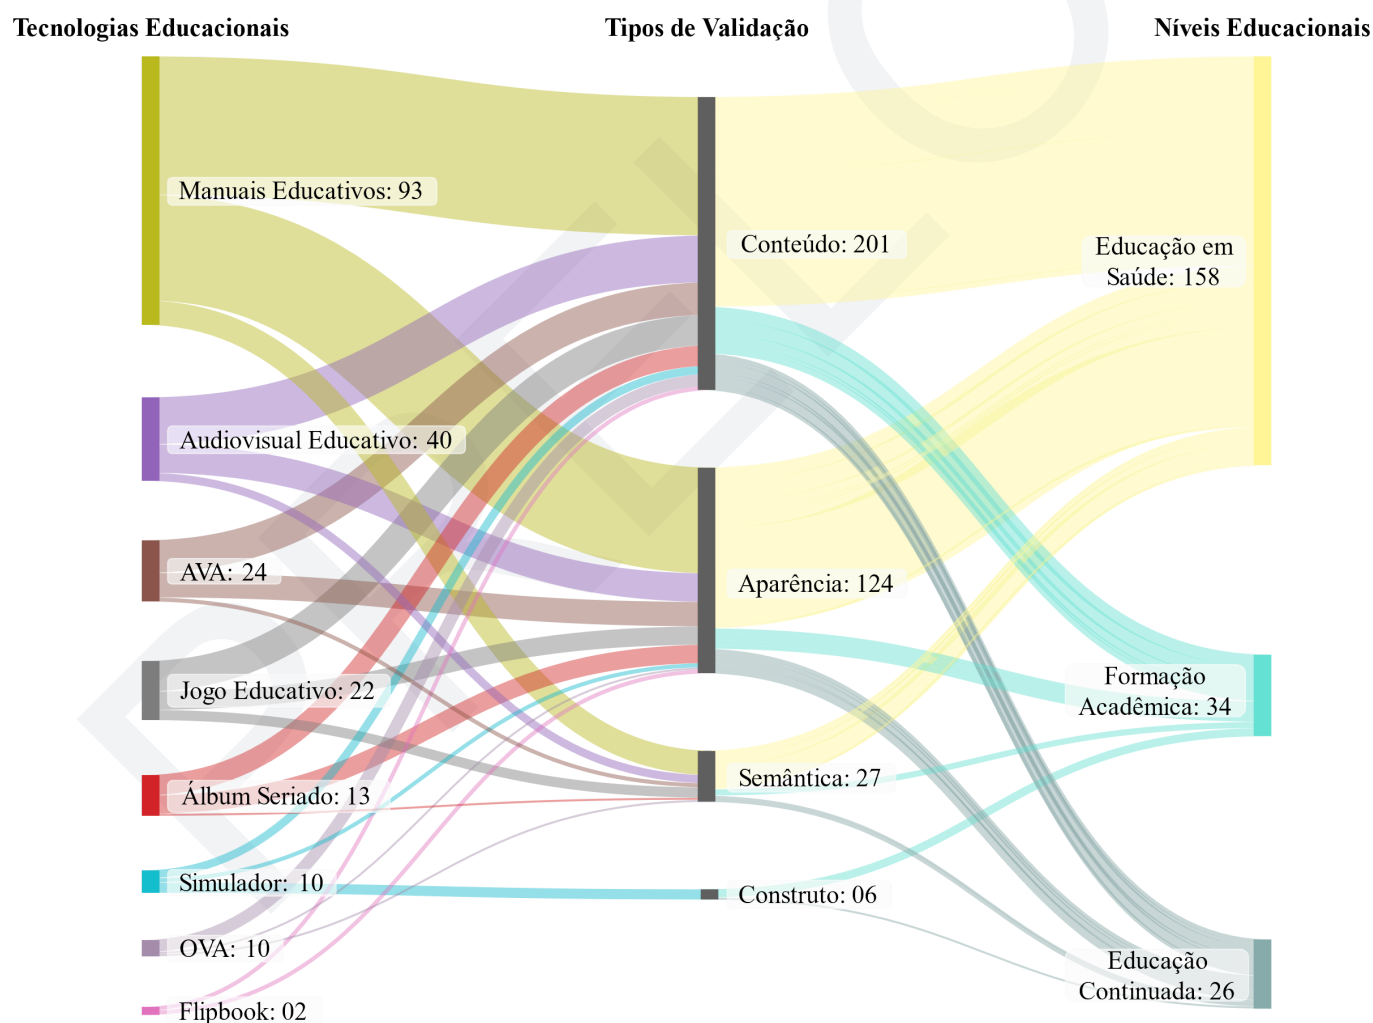 Tecnologias Educacionais
Tipos de Validação
Níveis Educacionais
Manuais Educativos: 93
Audiovisual Educativo: 40
AVA: 24
Jogo Educativo: 22
Álbum Seriado: 13
Simulador: 10
OVA: 10
Flipbook: 02
Conteúdo: 201
Aparência: 124
Semântica: 27
Construto: 06
Educação em
Saúde: 158
Formação
Acadêmica: 34
Educação
Continuada: 26